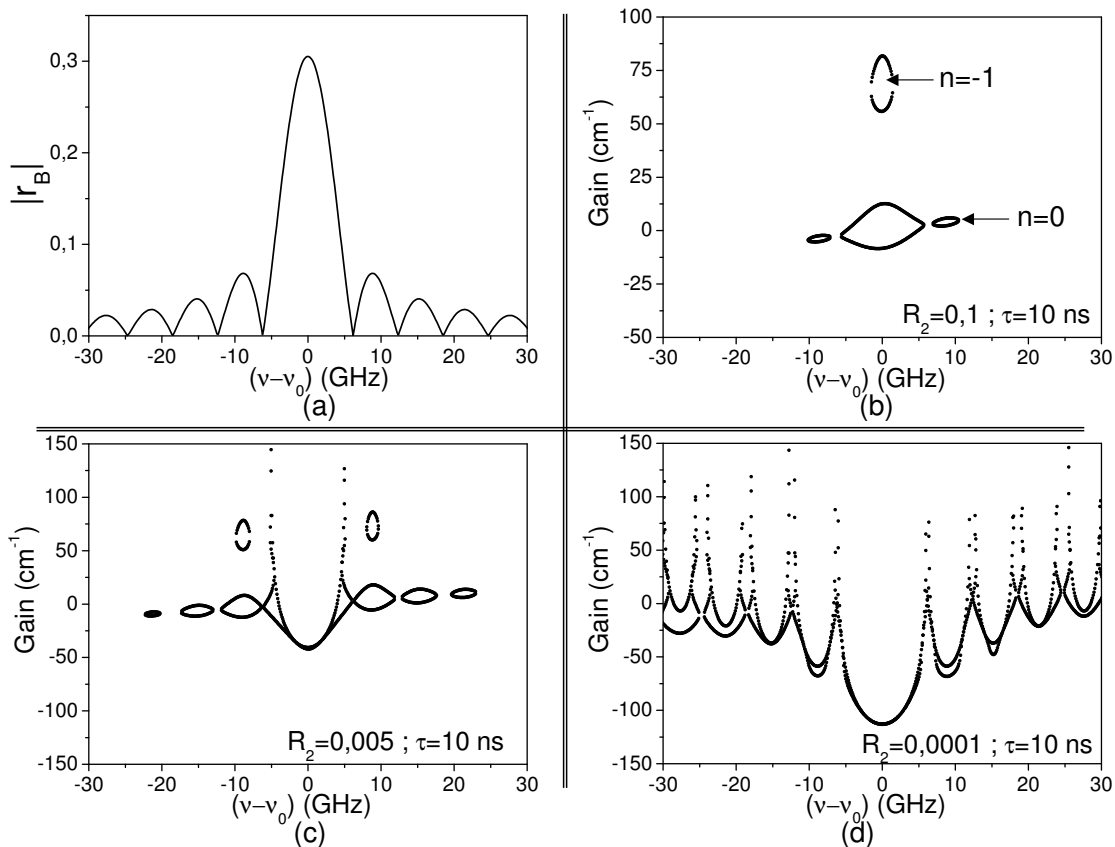 0,3
0,2
0,1
0,0
|r_B|
-30 -20 -10 0 10 20 30
(ν−ν_0) (GHz)
(a)
100
75
50
25
0
-25
-50
Gain (cm^-1)
n=-1
n=0
R_2=0,1 ; τ=10 ns
-30 -20 -10 0 10 20 30
(ν−ν_0) (GHz)
(b)
150
100
50
0
-50
-100
-150
Gain (cm^-1)
R_2=0,005 ; τ=10 ns
-30 -20 -10 0 10 20 30
(ν−ν_0) (GHz)
(c)
150
100
50
0
-50
-100
-150
Gain (cm^-1)
R_2=0,0001 ; τ=10 ns
-30 -20 -10 0 10 20 30
(ν−ν_0) (GHz)
(d)